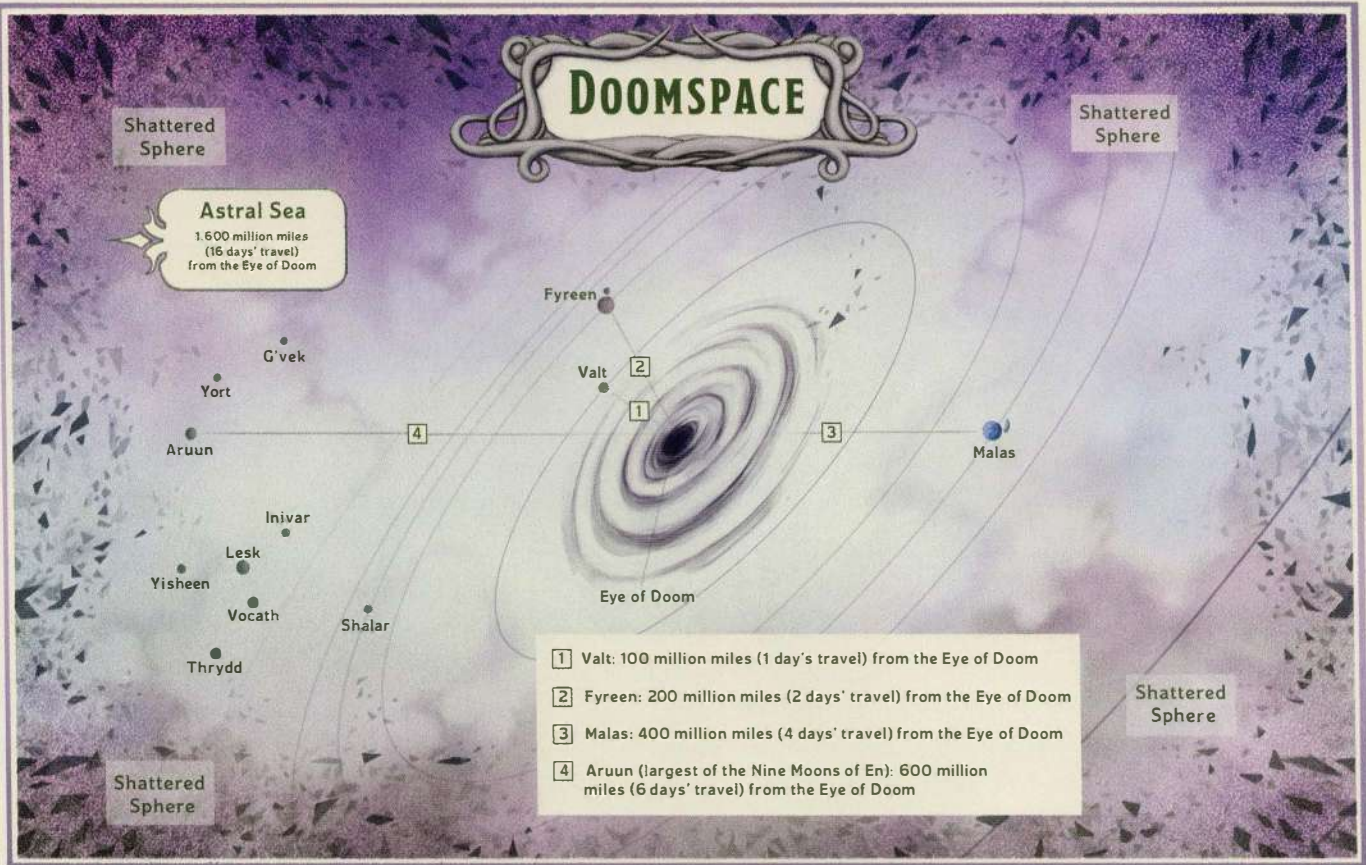 DOOMSPACE
Shattered
Sphere
Shattered
Sphere
Astral Sea
1.600 million miles
(16 days' travel)
from the Eye of Doom
Fyreen
G'vek
2
Valt
Yort
1
4
3
Aruun
Malas
Inivar
Lesk
Yisheen
Eye of Doom
Vocath
Shalar
Thrydd
1 Valt: 100 million miles (1 day's travel) from the Eye of Doom
2 Fyreen: 200 million miles (2 days' travel) from the Eye of Doom
3 Malas: 400 million miles (4 days' travel) from the Eye of Doom
4 Aruun (largest of the Nine Moons of En): 600 million
miles (6 days' travel) from the Eye of Doom
Shattered
Sphere
Shattered
Sphere